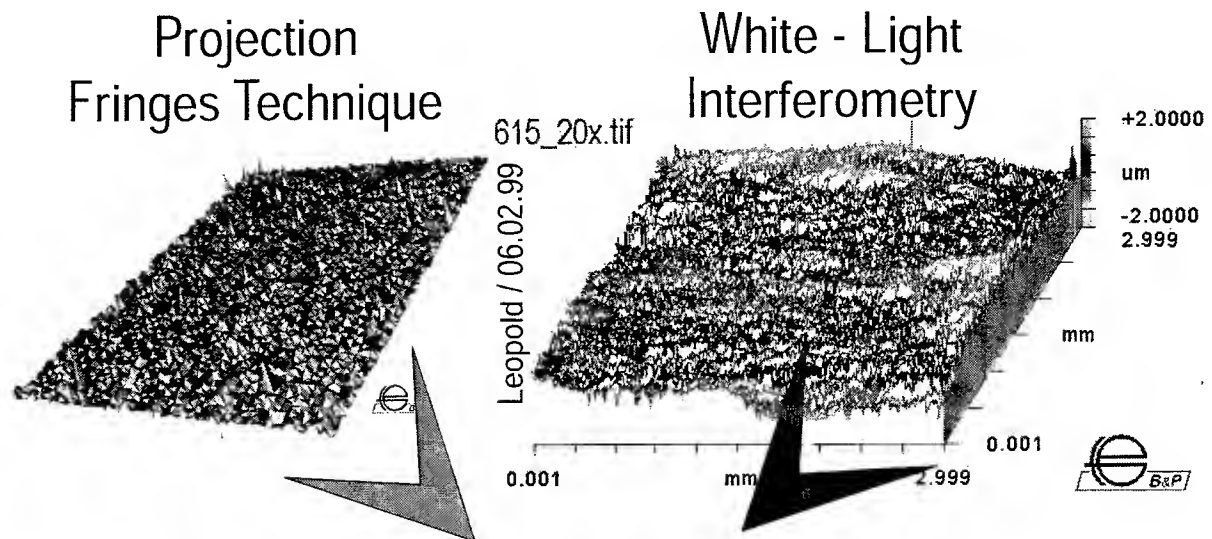 Projection
Fringes Technique
White - Light
Interferometry
615_20x.tif
Leopold / 06.02.99
+2.0000
um
-2.0000
2.999
mm
0.001
0.001
mm
2.999
B&P